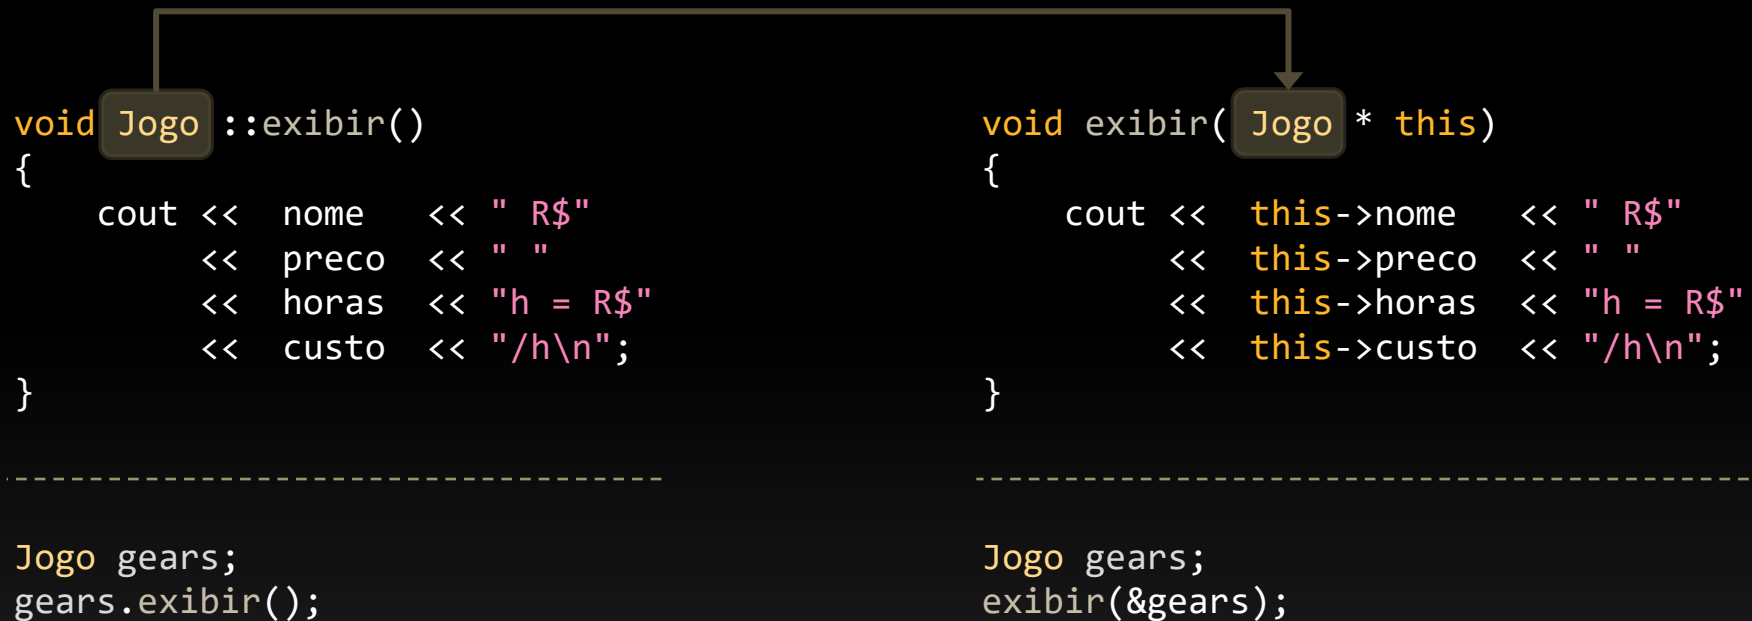 void Jogo ::exibir()
{
    cout <<  nome   << " R$"
         <<  preco  << " "
         <<  horas  << "h = R$"
         <<  custo  << "/h\n";
}
Jogo gears;
gears.exibir();
void exibir( Jogo * this)
{
    cout <<  this->nome   << " R$"
         <<  this->preco  << " "
         <<  this->horas  << "h = R$"
         <<  this->custo  << "/h\n";
}
Jogo gears;
exibir(&gears);